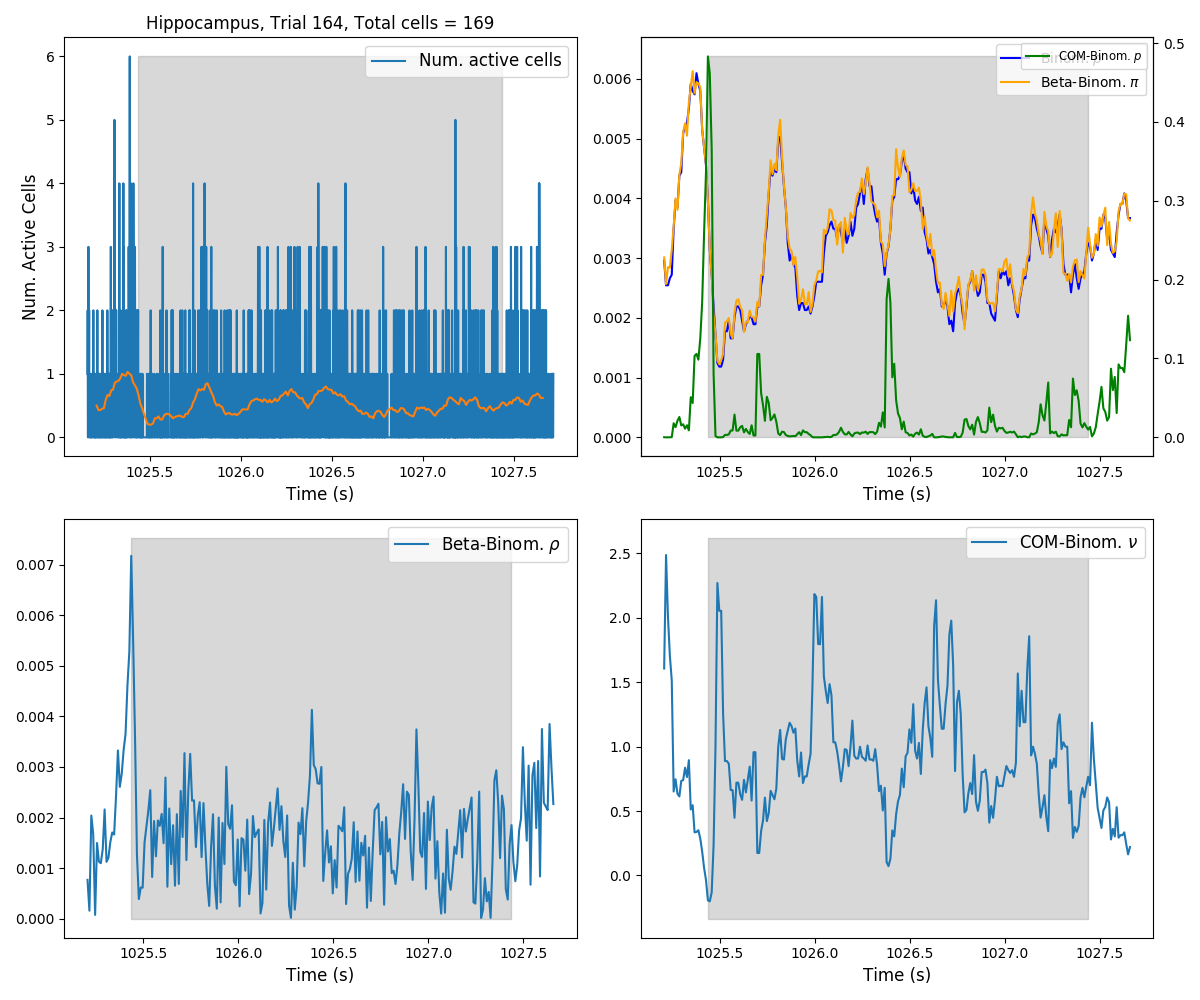 Hippocampus, Trial 164, Total cells = 169
Num. active cells
Num. Active Cells
6
5
4
3
2
1
0
1025.5 1026.0 1026.5 1027.0 1027.5
Time (s)
COM-Binom. p
Beta-Binom. π
0.006
0.005
0.004
0.003
0.002
0.001
0.000
0.5
0.4
0.3
0.2
0.1
0.0
1025.5 1026.0 1026.5 1027.0 1027.5
Time (s)
Beta-Binom. ρ
0.007
0.006
0.005
0.004
0.003
0.002
0.001
0.000
1025.5 1026.0 1026.5 1027.0 1027.5
Time (s)
COM-Binom. ν
2.5
2.0
1.5
1.0
0.5
0.0
1025.5 1026.0 1026.5 1027.0 1027.5
Time (s)